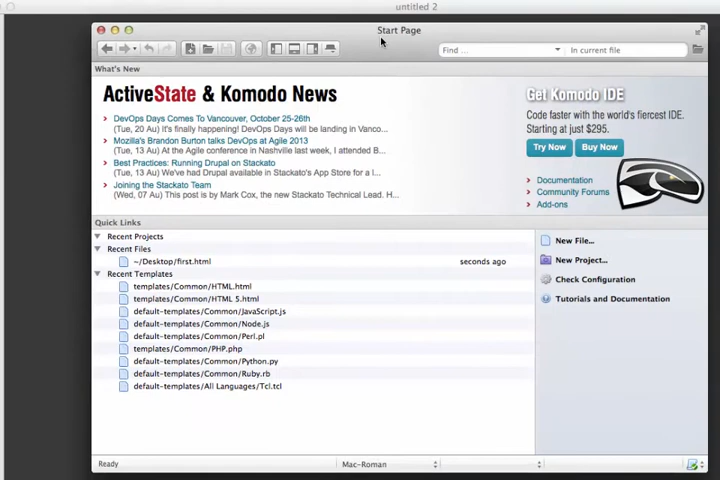 untitled 2
Start Page
Find ...
In current file
What's New
ActiveState & Komodo News
DevOps Days Comes To Vancouver, October 25-26th
(Tue, 20 Au) It's finally happening! DevOps Days will be landing in Vanco...
Mozilla's Brandon Burton talks DevOps at Agile 2013
(Tue, 13 Au) At the Agile conference in Nashville last week, I attended B...
Best Practices: Running Drupal on Stackato
(Tue, 13 Au) We've had Drupal available in Stackato's App Store for a l...
Joining the Stackato Team
(Wed, 07 Au) This post is by Mark Cox, the new Stackato Technical Lead. H...
Get Komodo IDE
Code faster with the world's fiercest IDE.
Starting at just $295.
Try Now
Buy Now
Documentation
Community Forums
Add-ons
Quick Links
Recent Projects
Recent Files
~/Desktop/first.html
seconds ago
Recent Templates
templates/Common/HTML.html
templates/Common/HTML 5.html
default-templates/Common/JavaScript.js
default-templates/Common/Node.js
default-templates/Common/Perl.pl
templates/Common/PHP.php
default-templates/Common/Python.py
default-templates/Common/Ruby.rb
default-templates/All Languages/Tcl.tcl
New File...
New Project...
Check Configuration
Tutorials and Documentation
Ready
Mac-Roman